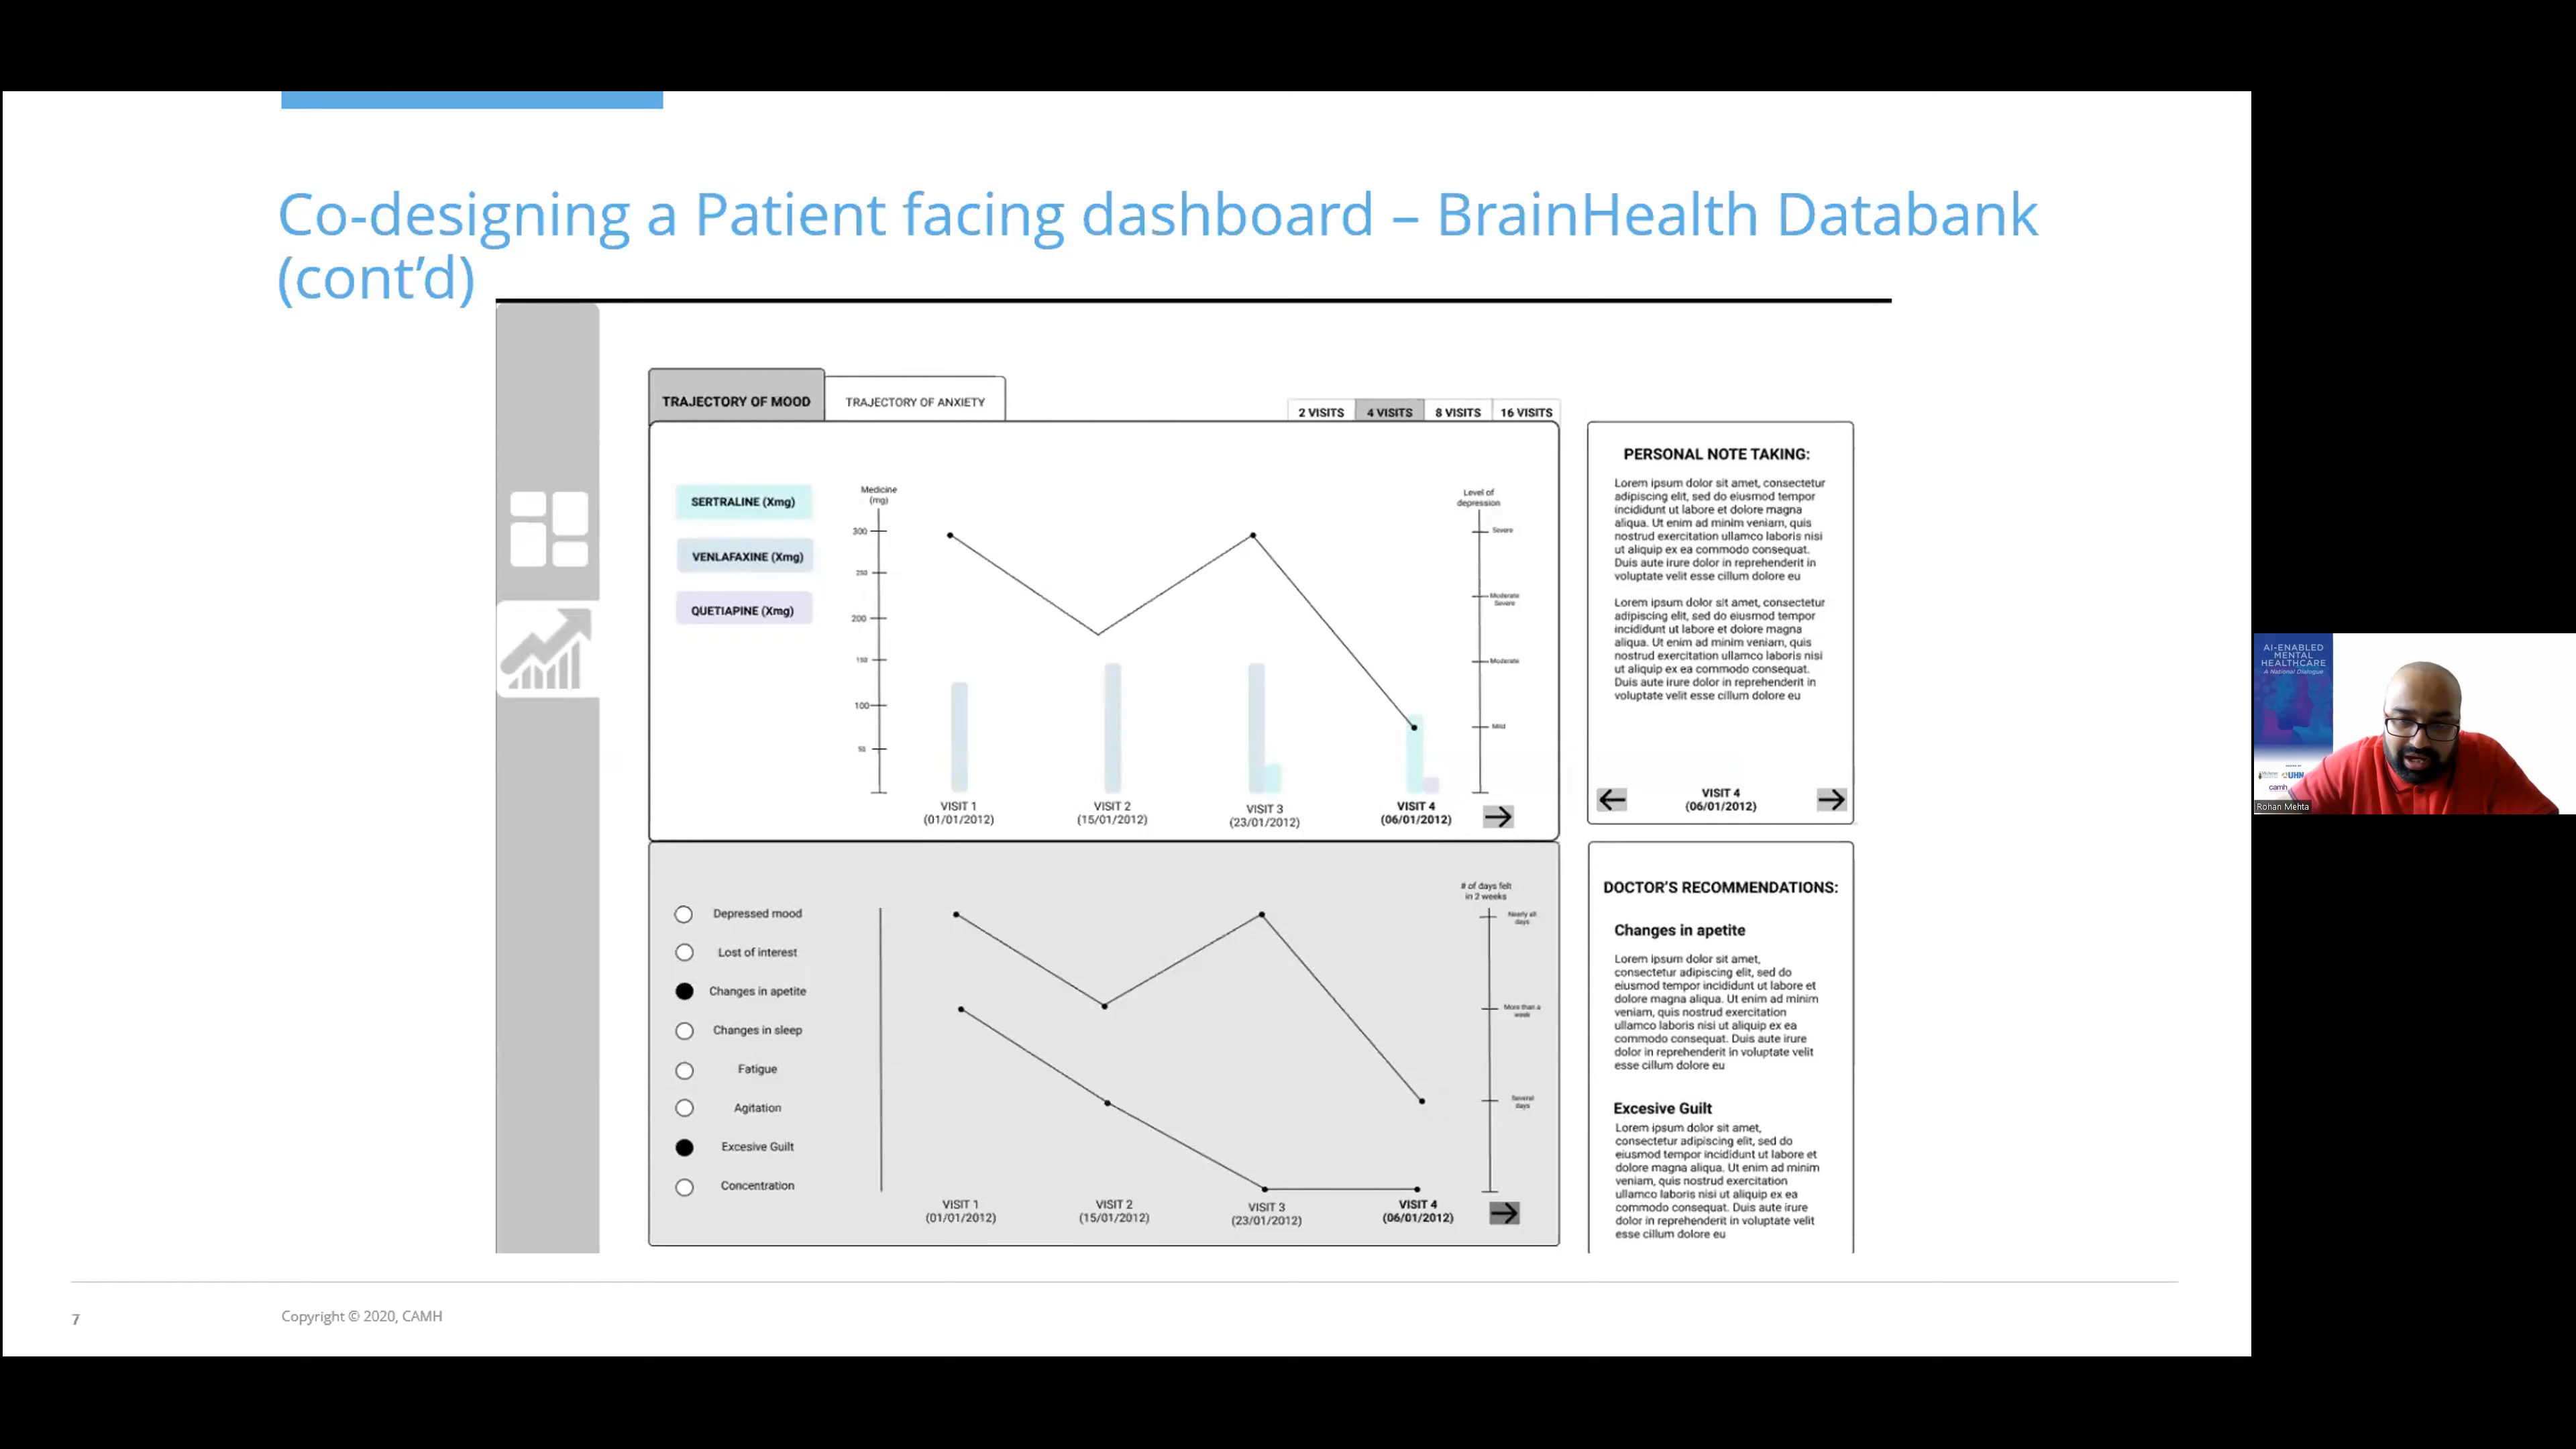 Co-designing a Patient facing dashboard – BrainHealth Databank
(cont’d)
TRAJECTORY OF MOOD
TRAJECTORY OF ANXIETY
2 VISITS
4 VISITS
8 VISITS
16 VISITS
SERTRALINE (Xmg)
VENLAFAXINE (Xmg)
QUETIAPINE (Xmg)
Medicine
(mg)
300
250
200
150
100
50
Level of
depression
Severe
Moderate
Severe
Moderate
Mild
VISIT 1
(01/01/2012)
VISIT 2
(15/01/2012)
VISIT 3
(23/01/2012)
VISIT 4
(06/01/2012)
PERSONAL NOTE TAKING:
Lorem ipsum dolor sit amet, consectetur
adipiscing elit, sed do eiusmod tempor
incididunt ut labore et dolore magna
aliqua. Ut enim ad minim veniam, quis
nostrud exercitation ullamco laboris nisi
ut aliquip ex ea commodo consequat.
Duis aute irure dolor in reprehenderit in
voluptate velit esse cillum dolore eu
Lorem ipsum dolor sit amet, consectetur
adipiscing elit, sed do eiusmod tempor
incididunt ut labore et dolore magna
aliqua. Ut enim ad minim veniam, quis
nostrud exercitation ullamco laboris nisi
ut aliquip ex ea commodo consequat.
Duis aute irure dolor in reprehenderit in
voluptate velit esse cillum dolore eu
VISIT 4
(06/01/2012)
Depressed mood
Lost of interest
Changes in apetite
Changes in sleep
Fatigue
Agitation
Excesive Guilt
Concentration
# of days felt
in 2 weeks
Nearly all
days
More than a
week
Several
days
VISIT 1
(01/01/2012)
VISIT 2
(15/01/2012)
VISIT 3
(23/01/2012)
VISIT 4
(06/01/2012)
DOCTOR’S RECOMMENDATIONS:
Changes in apetite
Lorem ipsum dolor sit amet,
consectetur adipiscing elit, sed do
eiusmod tempor incididunt ut labore et
dolore magna aliqua. Ut enim ad minim
veniam, quis nostrud exercitation
ullamco laboris nisi ut aliquip ex ea
commodo consequat. Duis aute irure
dolor in reprehenderit in voluptate velit
esse cillum dolore eu
Excesive Guilt
Lorem ipsum dolor sit amet,
consectetur adipiscing elit, sed do
eiusmod tempor incididunt ut labore et
dolore magna aliqua. Ut enim ad minim
veniam, quis nostrud exercitation
ullamco laboris nisi ut aliquip ex ea
commodo consequat. Duis aute irure
dolor in reprehenderit in voluptate velit
esse cillum dolore eu
7
Copyright © 2020, CAMH
AI-ENABLED
MENTAL
HEALTHCARE
A National Dialogue
UHN
camh
Rohan Mehta